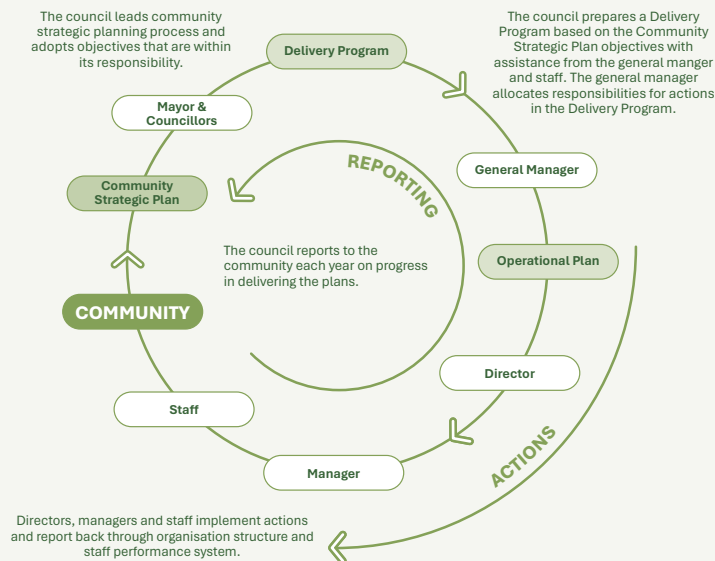 The council leads community
strategic planning process and
adopts objectives that are within
its responsibility.
The council prepares a Delivery
Program based on the Community
Strategic Plan objectives with
assistance from the general manger
and staff. The general manager
allocates responsibilities for actions
in the Delivery Program.
Delivery Program
Mayor &
Councillors
General Manager
Community
Strategic Plan
REPORTING
The council reports to the
community each year on progress
in delivering the plans.
Operational Plan
COMMUNITY
Director
Staff
ACTIONS
Manager
Directors, managers and staff implement actions
and report back through organisation structure and
staff performance system.